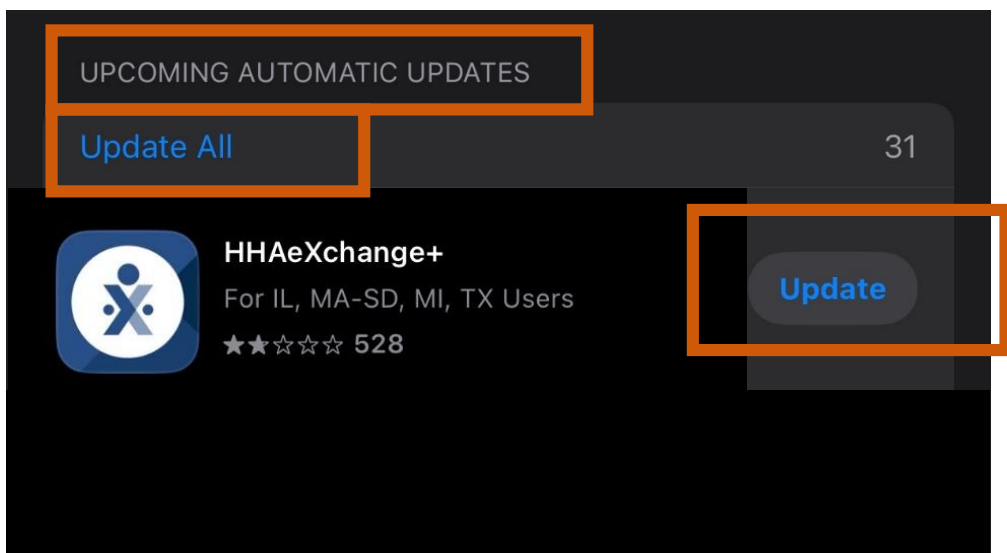 UPCOMING AUTOMATIC UPDATES
Update All 31
HHAeXchange+
For IL, MA-SD, MI, TX Users
Update
★★☆☆☆ 528